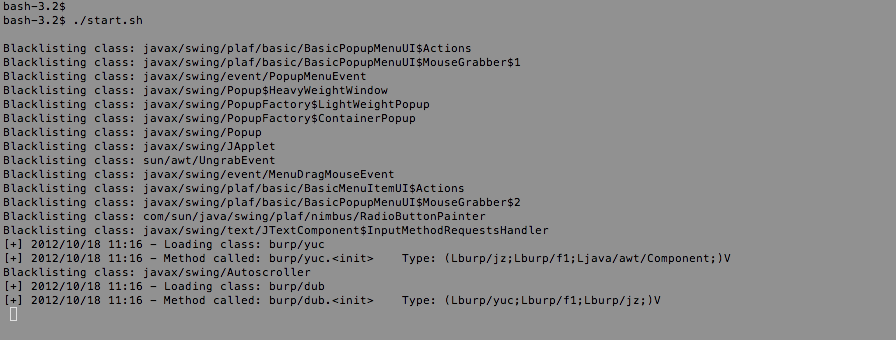 bash-3.2$
bash-3.2$ ./start.sh
Blacklisting class: javax/swing/plaf/basic/BasicPopupMenuUI$Actions
Blacklisting class: javax/swing/plaf/basic/BasicPopupMenuUI$MouseGrabber$1
Blacklisting class: javax/swing/event/PopupMenuEvent
Blacklisting class: javax/swing/Popup$HeavyWeightWindow
Blacklisting class: javax/swing/PopupFactory$LightWeightPopup
Blacklisting class: javax/swing/PopupFactory$ContainerPopup
Blacklisting class: javax/swing/Popup
Blacklisting class: javax/swing/JApplet
Blacklisting class: sun/awt/UngrabEvent
Blacklisting class: javax/swing/event/MenuDragMouseEvent
Blacklisting class: javax/swing/plaf/basic/BasicMenuItemUI$Actions
Blacklisting class: javax/swing/plaf/basic/BasicPopupMenuUI$MouseGrabber$2
Blacklisting class: com/sun/java/swing/plaf/nimbus/RadioButtonPainter
Blacklisting class: javax/swing/text/JTextComponent$InputMethodRequestsHandler
[+] 2012/10/18 11:16 - Loading class: burp/yuc
[+] 2012/10/18 11:16 - Method called: burp/yuc.<init>    Type: (Lburp/jz;Lburp/f1;Ljava/awt/Component;)V
Blacklisting class: javax/swing/Autoscroller
[+] 2012/10/18 11:16 - Loading class: burp/dub
[+] 2012/10/18 11:16 - Method called: burp/dub.<init>    Type: (Lburp/yuc;Lburp/f1;Lburp/jz;)V